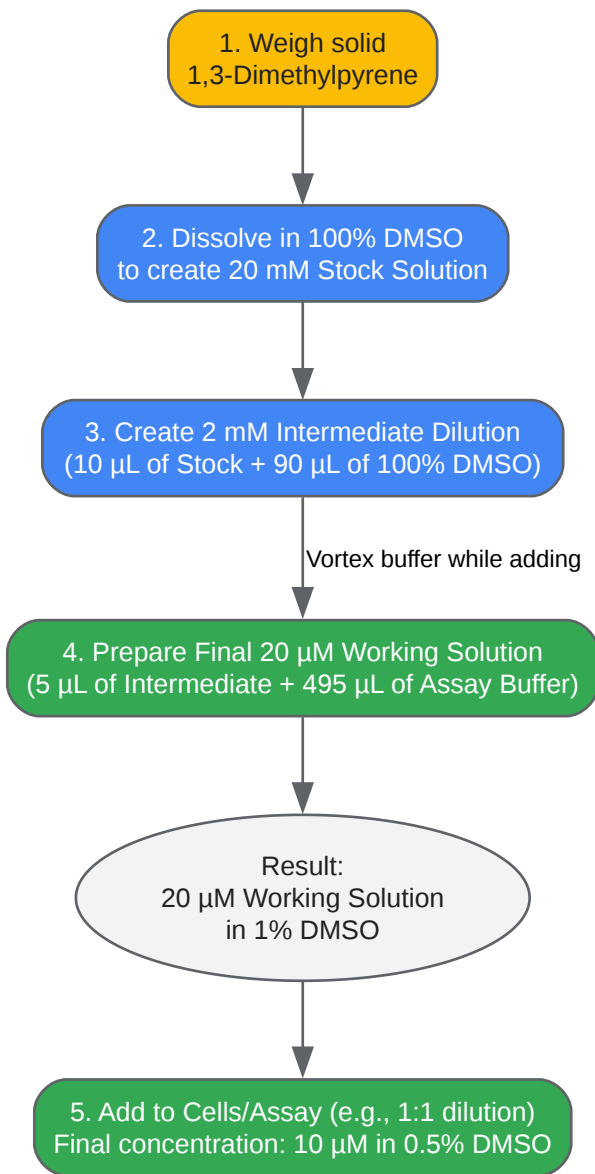 1. Weigh solid
1,3-Dimethylpyrene
2. Dissolve in 100% DMSO
to create 20 mM Stock Solution
3. Create 2 mM Intermediate Dilution
(10 µL of Stock + 90 µL of 100% DMSO)
Vortex buffer while adding
4. Prepare Final 20 µM Working Solution
(5 µL of Intermediate + 495 µL of Assay Buffer)
Result:
20 µM Working Solution
in 1% DMSO
5. Add to Cells/Assay (e.g., 1:1 dilution)
Final concentration: 10 µM in 0.5% DMSO